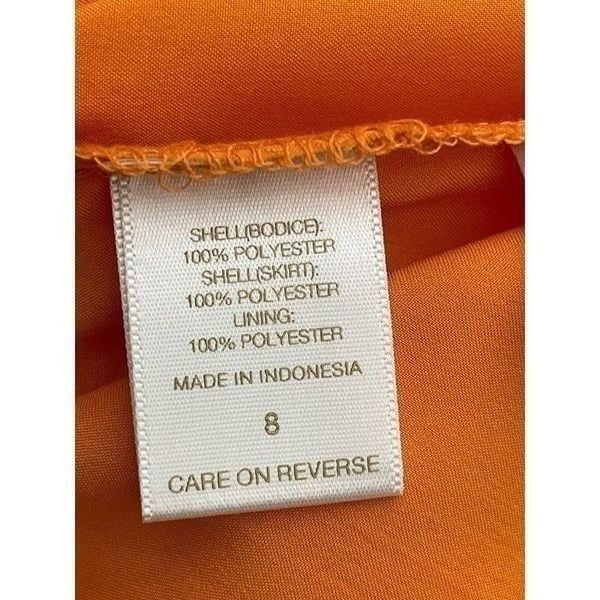 SHELL(BODICE):
100% POLYESTER
SHELL(SKIRT):
100% POLYESTER
LINING:
100% POLYESTER
MADE IN INDONESIA
8
CARE ON REVERSE